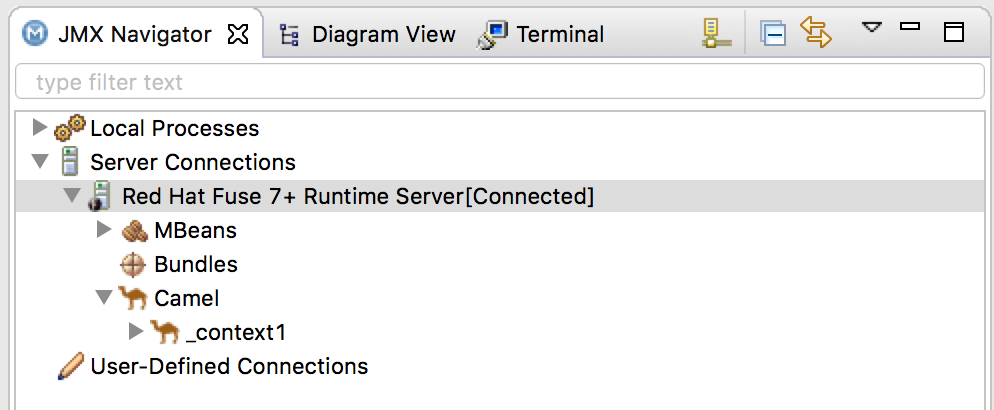 JMX Navigator Diagram View Terminal
type filter text
Local Processes
Server Connections
Red Hat Fuse 7+ Runtime Server[Connected]
MBeans
Bundles
Camel
_context1
User-Defined Connections